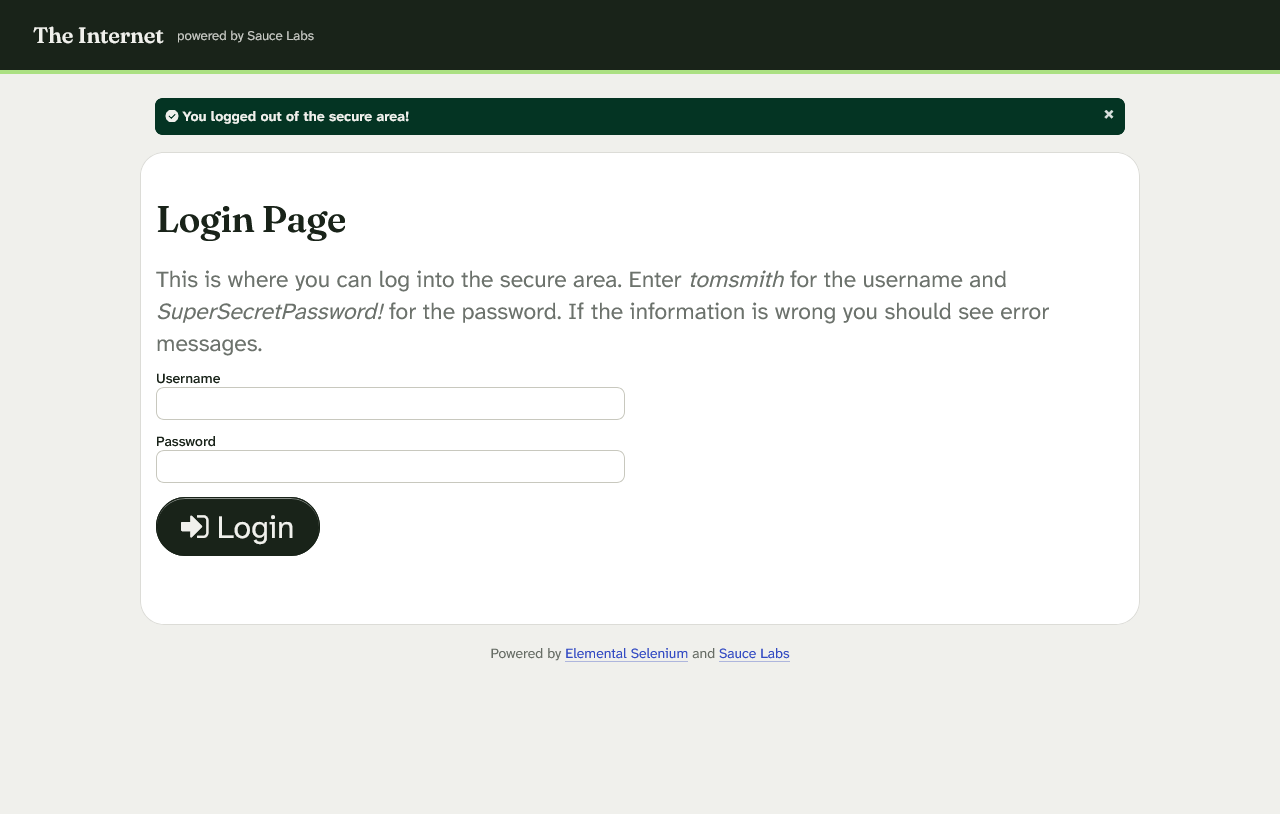 The Internet powered by Sauce Labs
You logged out of the secure area!
×
Login Page
This is where you can log into the secure area. Enter tomsmith for the username and
SuperSecretPassword! for the password. If the information is wrong you should see error
messages.
Username
Password
Login
Powered by Elemental Selenium and Sauce Labs